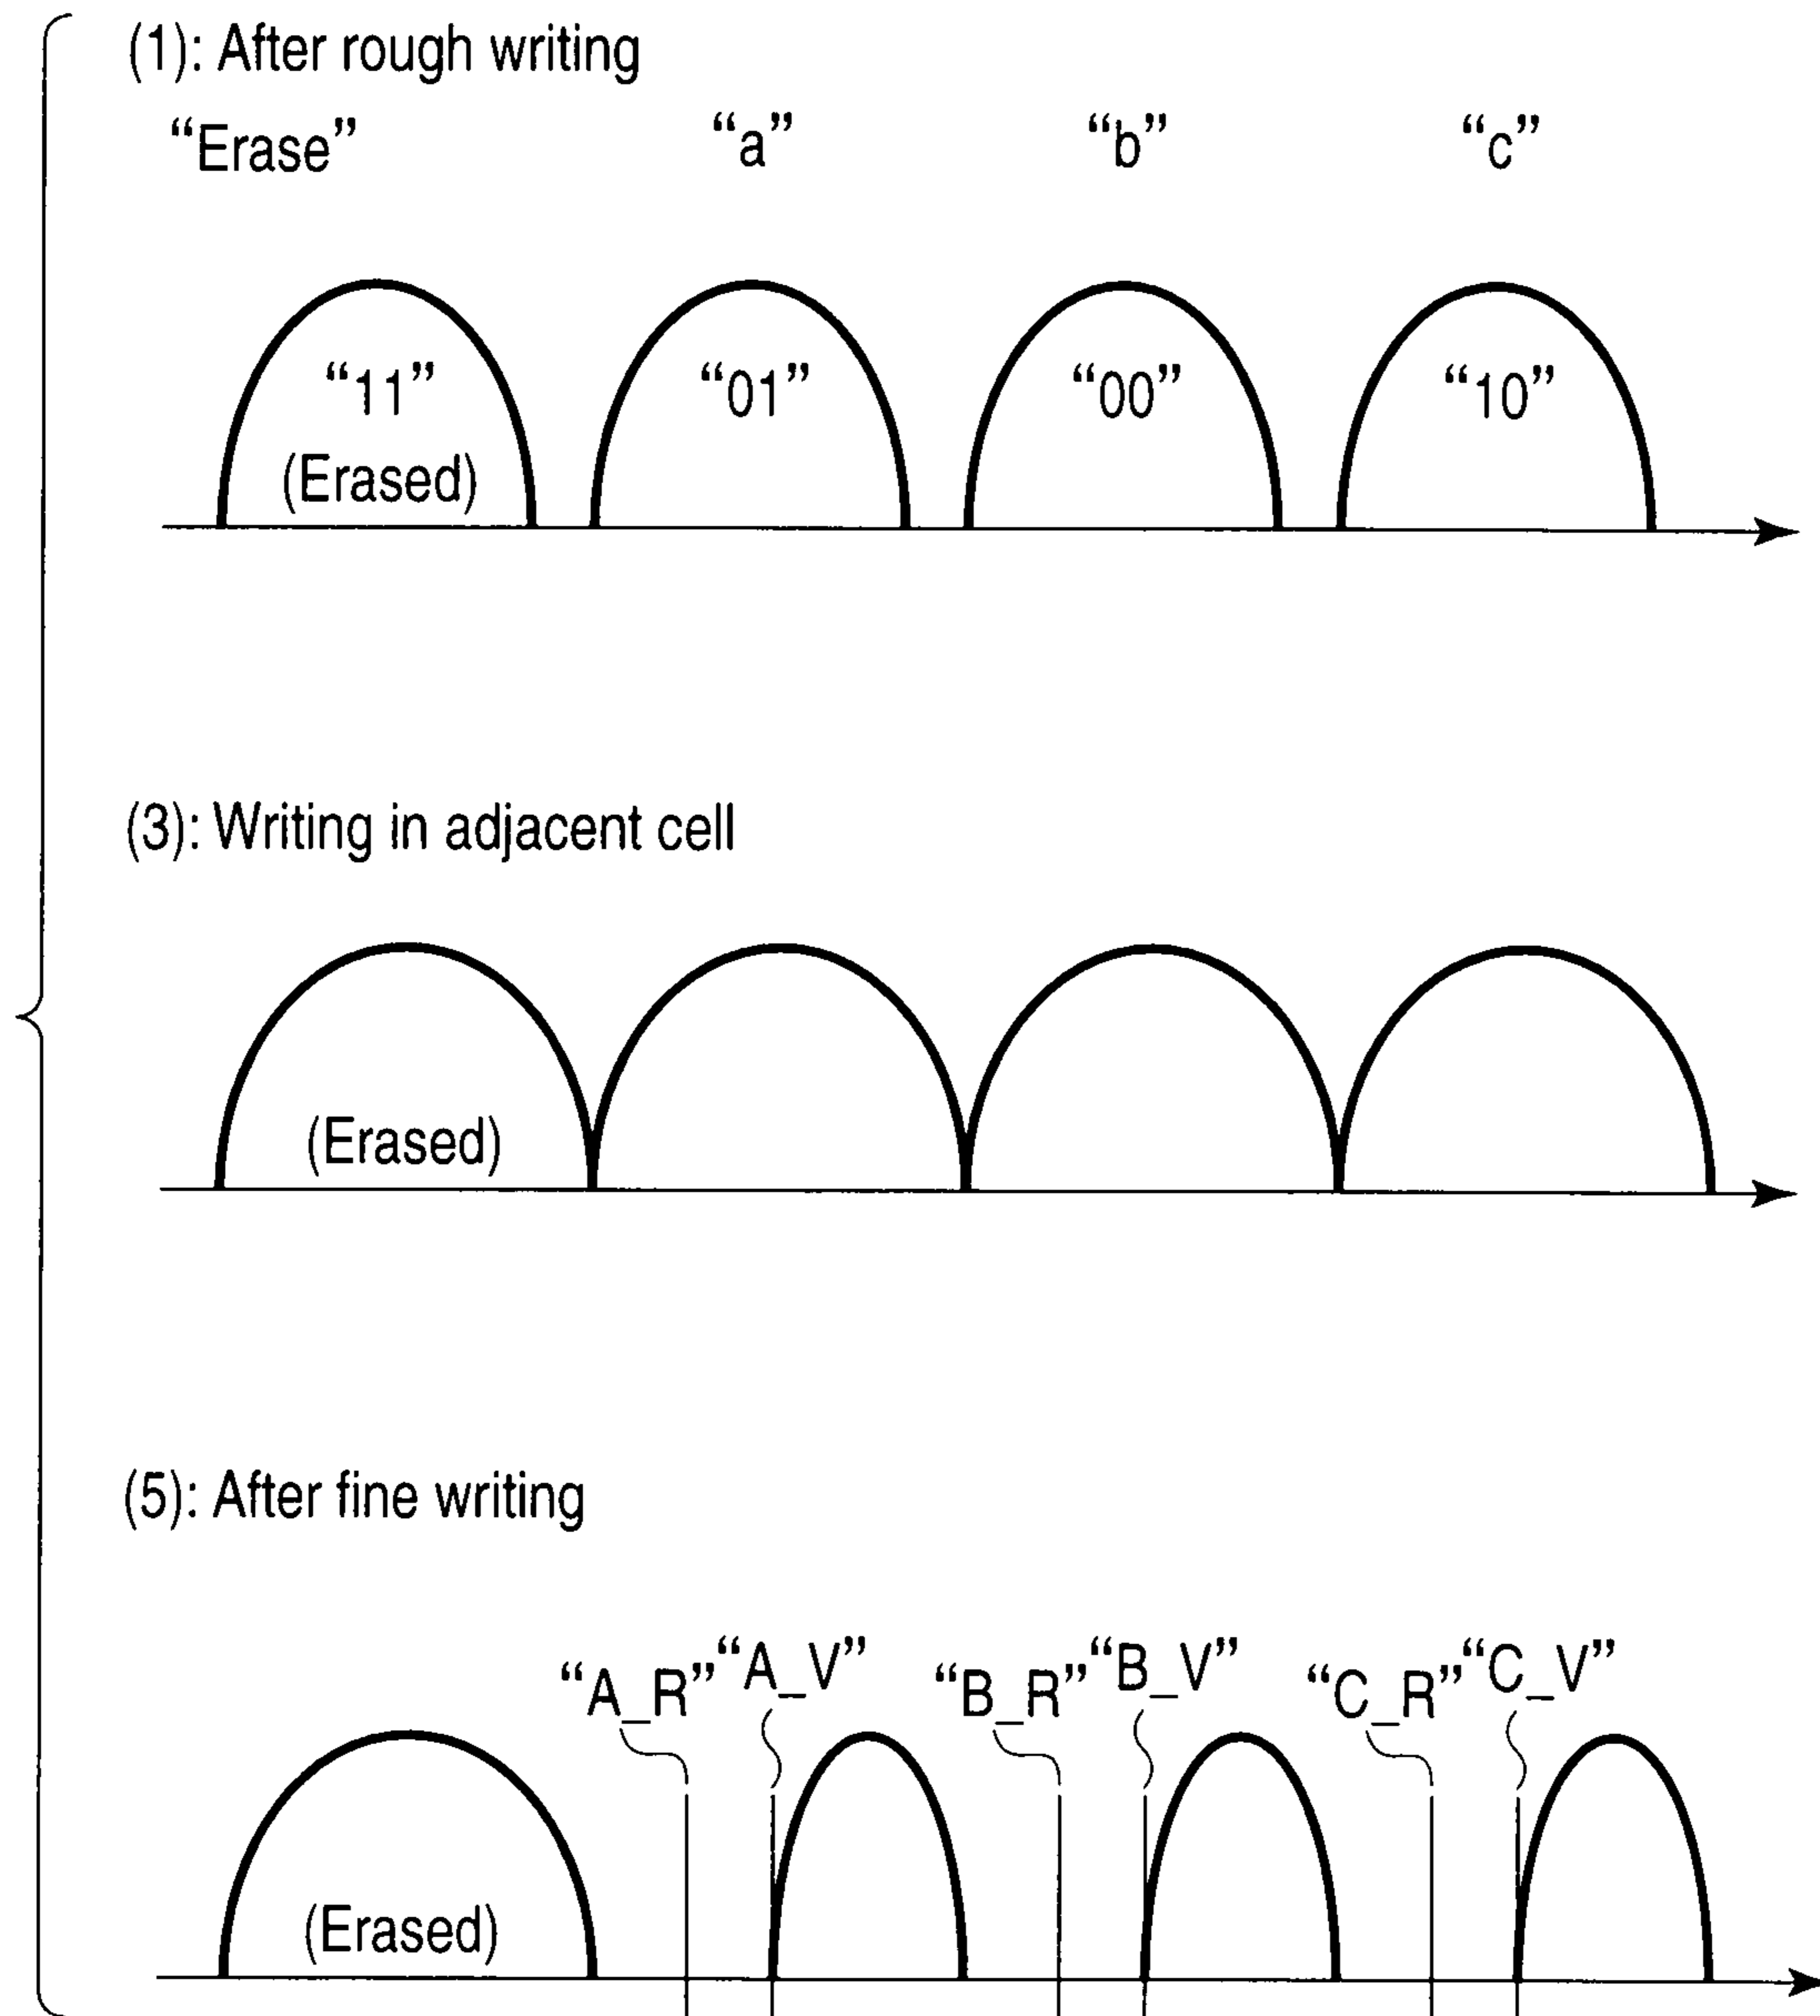 (1): After rough writing
“Erase” “a” “b” “c”
“11” “01” “00” “10”
(Erased)
(3): Writing in adjacent cell
(Erased)
(5): After fine writing
“A_R” “A_V” “B_R” “B_V” “C_R” “C_V”
(Erased)